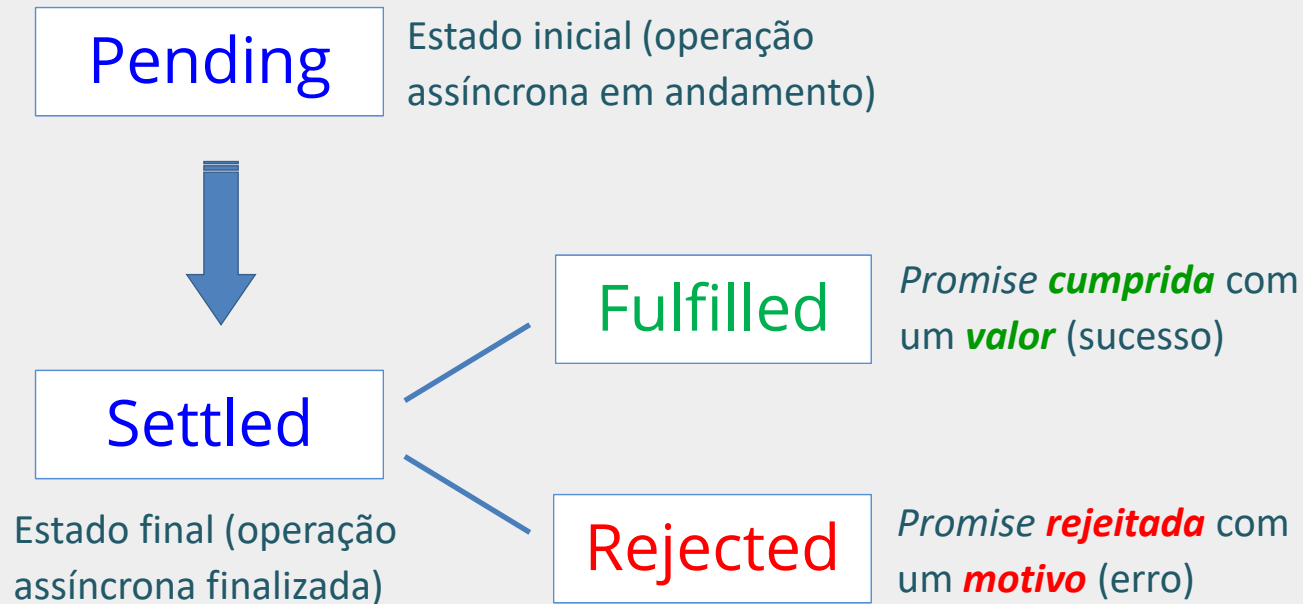 Pending
Estado inicial (operação
assíncrona em andamento)
Fulfilled
Promise cumprida com
um valor (sucesso)
Settled
Estado final (operação
assíncrona finalizada)
Rejected
Promise rejeitada com
um motivo (erro)